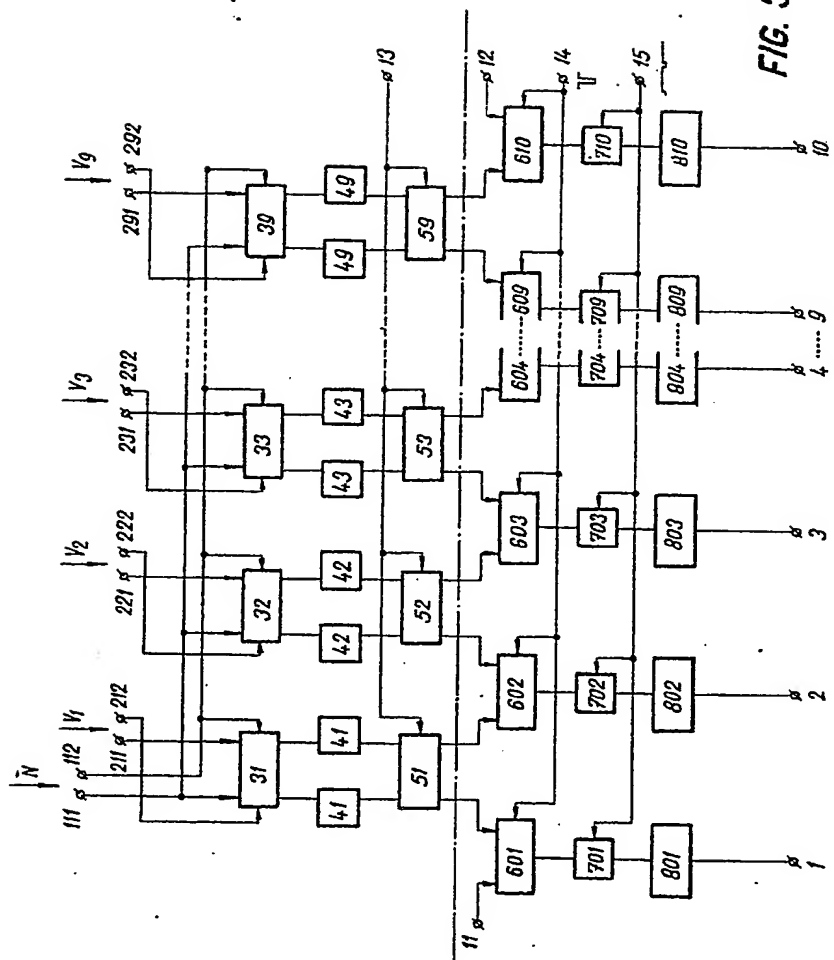 N V1 V2 V3 V9
111 112 211 212 221 222 231 232 291 292
31 32 33 39
41 41 42 42 43 43 49 49
51 52 53 59 13
11 12
601 602 603 604 ...... 609 610 14
701 702 703 704 ..... 709 710 15
801 802 803 804 ...... 809 810
1 2 3 4 ..... 9 10
FIG.